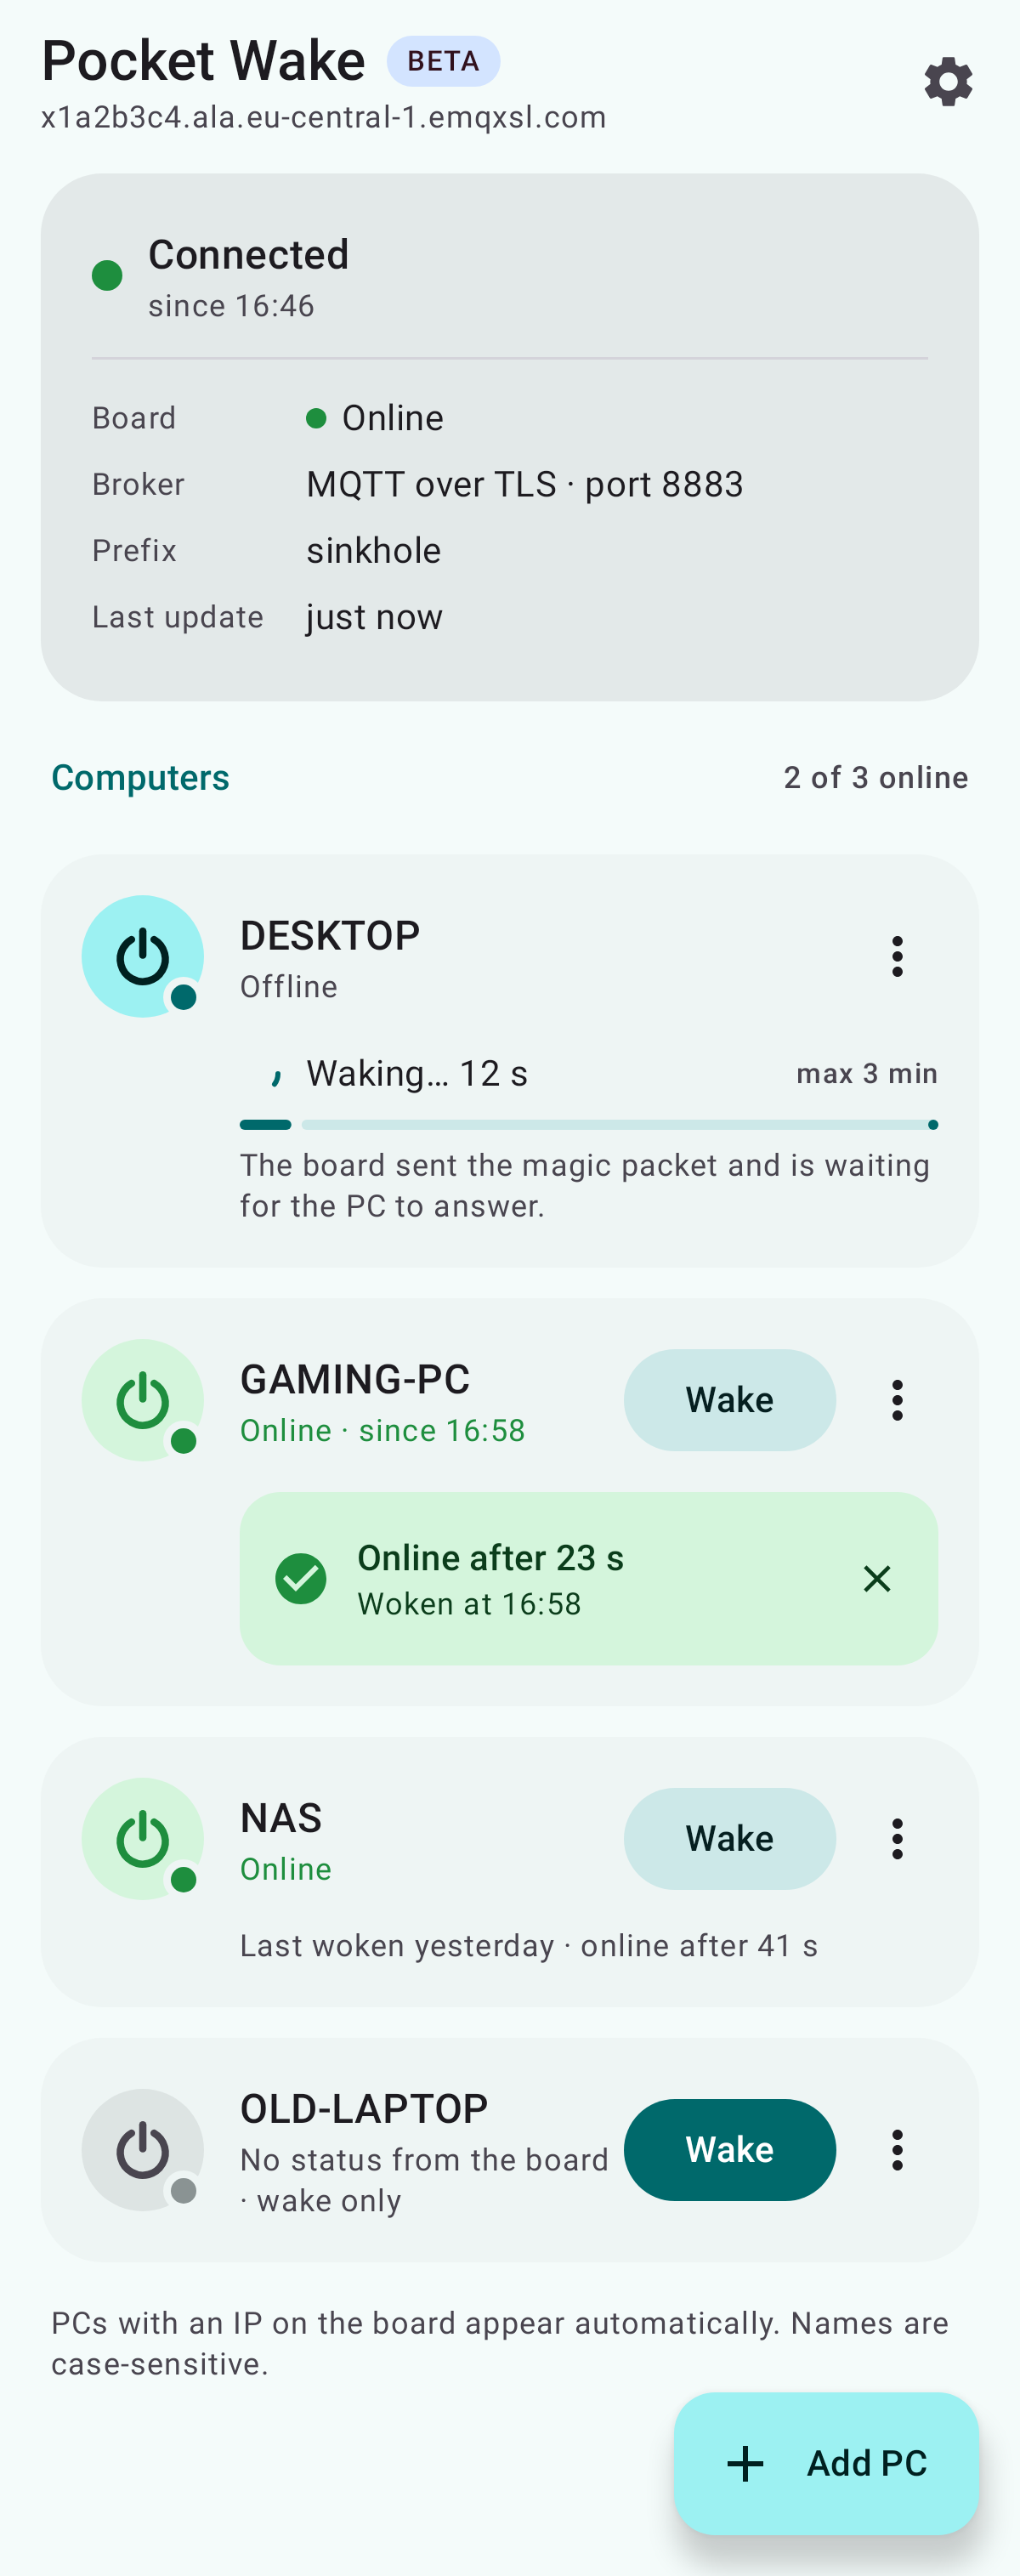 Pocket Wake BETA
x1a2b3c4.ala.eu-central-1.emqxsl.com
Connected
since 16:46
Board Online
Broker MQTT over TLS · port 8883
Prefix sinkhole
Last update just now
Computers 2 of 3 online
DESKTOP
Offline
Waking… 12 s max 3 min
The board sent the magic packet and is waiting
for the PC to answer.
GAMING-PC
Online · since 16:58
Wake
Online after 23 s
Woken at 16:58
NAS
Online
Wake
Last woken yesterday · online after 41 s
OLD-LAPTOP
No status from the board
· wake only
Wake
PCs with an IP on the board appear automatically. Names are
case-sensitive.
Add PC